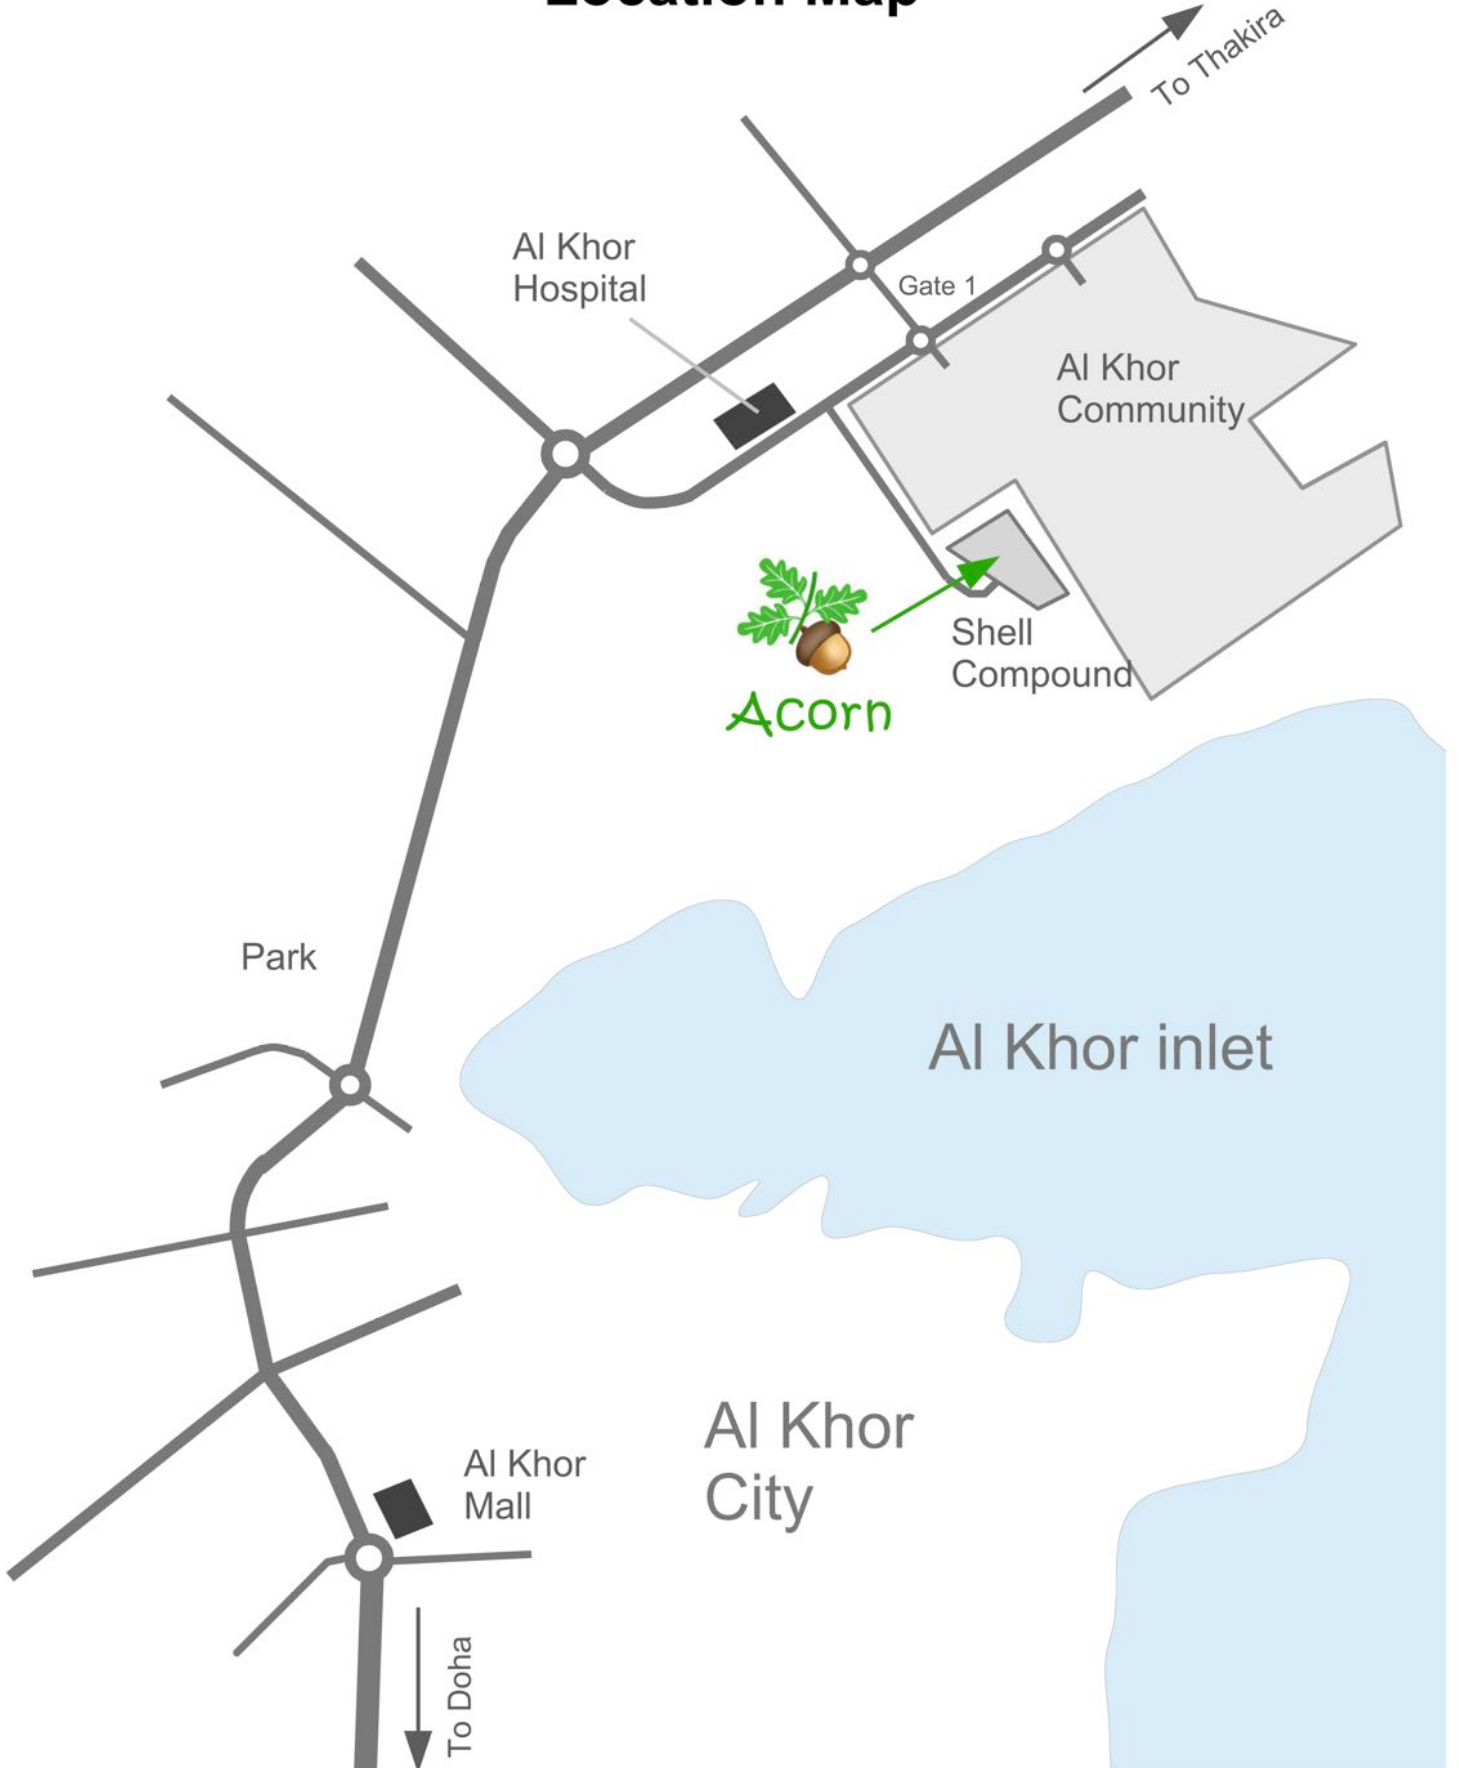 Location Map
To Thakira
Al Khor
Hospital
Gate 1
Al Khor
Community
Shell
Compound
Acorn
Park
Al Khor inlet
Al Khor
City
Al Khor
Mall
To Doha